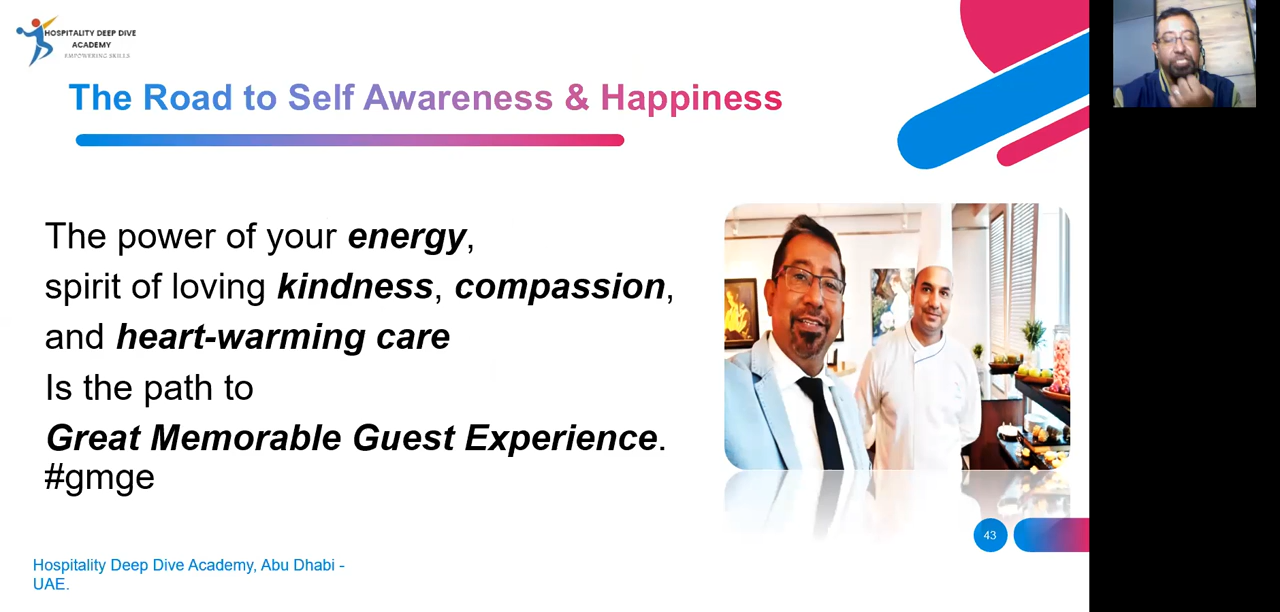 HOSPITALITY DEEP DIVE
ACADEMY
EMPOWERING SKILLS
The Road to Self Awareness & Happiness
The power of your energy,
spirit of loving kindness, compassion,
and heart-warming care
Is the path to
Great Memorable Guest Experience.
#gmge
43
Hospitality Deep Dive Academy, Abu Dhabi -
UAE.